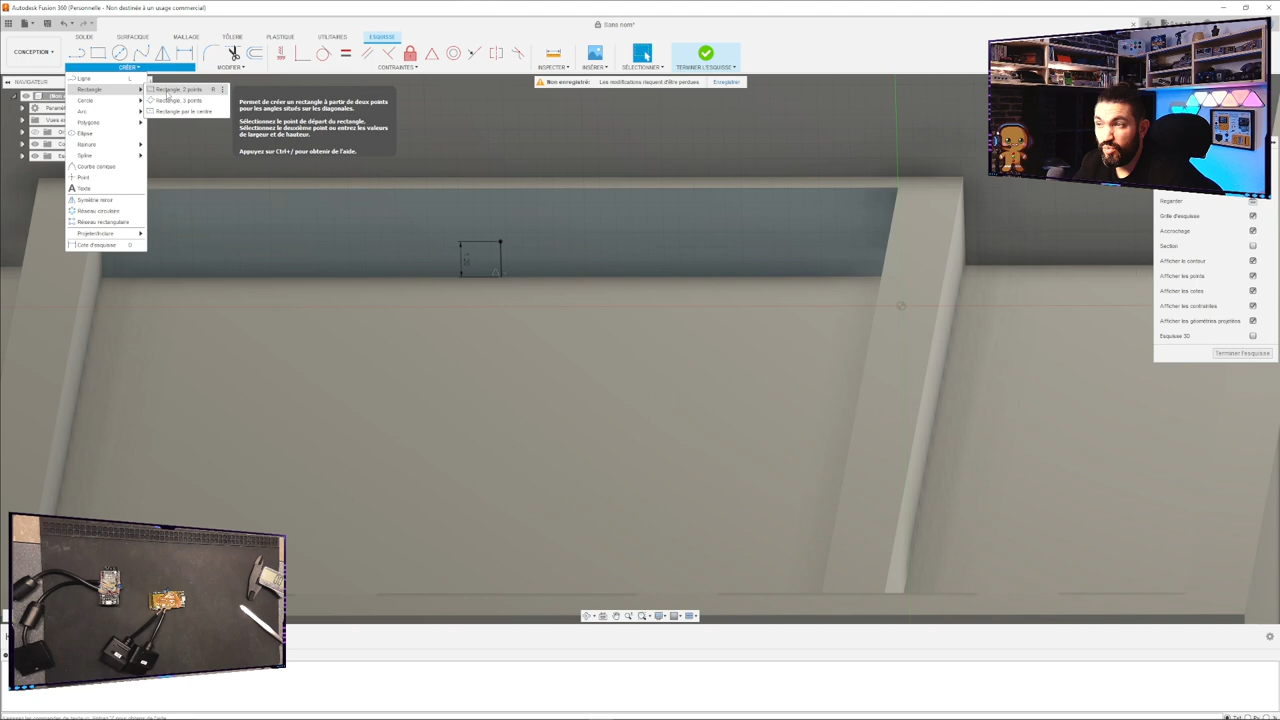 Autodesk Fusion 360 (Personnelle - Non destinée à un usage commercial)
Sans nom*
CONCEPTION
SOLIDE
SURFACIQUE
MAILLAGE
TÔLERIE
PLASTIQUE
UTILITAIRES
ESQUISSE
CRÉER
MODIFIER
CONTRAINTES
INSPECTER
INSÉRER
SÉLECTIONNER
TERMINER L'ESQUISSE
NAVIGATEUR
Non enregistré:
Les modifications risquent d'être perdues
Enregistrer
Ligne L
Rectangle
Cercle
Arc
Polygone
Ellipse
Rainure
Spline
Courbe conique
Point
Texte
Symétrie miroir
Réseau circulaire
Réseau rectangulaire
Projeter/Inclure
Cote d'esquisse D
Rectangle, 2 points R
Rectangle, 3 points
Rectangle par le centre
Permet de créer un rectangle à partir de deux points
pour les angles situés sur les diagonales.
Sélectionnez le point de départ du rectangle.
Sélectionnez le deuxième point ou entrez les valeurs
de largeur et de hauteur.
Appuyez sur Ctrl+/ pour obtenir de l'aide.
Regarder
Grille d'esquisse
Accrochage
Section
Afficher le contour
Afficher les points
Afficher les cotes
Afficher les contraintes
Afficher les géométries projetées
Esquisse 3D
Terminer l'esquisse